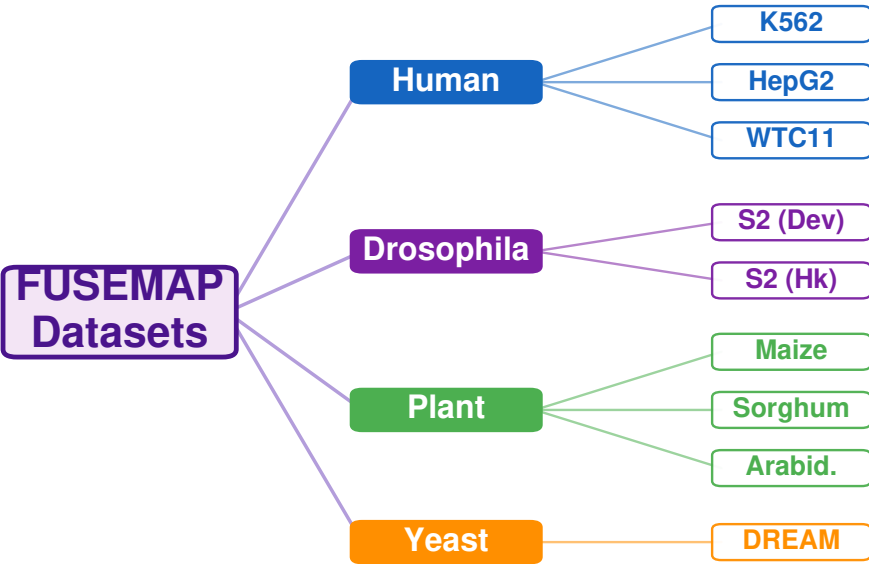 FUSEMAP
Datasets
Human
K562
HepG2
WTC11
Drosophila
S2 (Dev)
S2 (Hk)
Plant
Maize
Sorghum
Arabid.
Yeast
DREAM